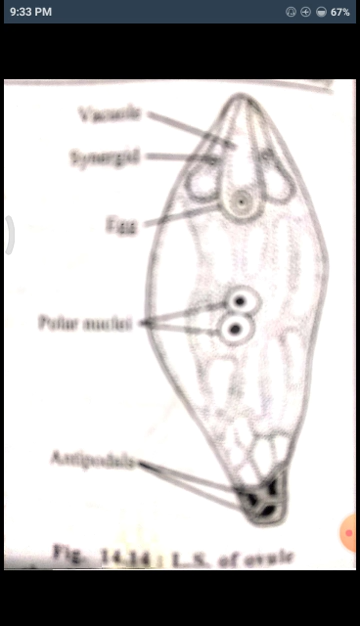 9:33 PM
67%
Vacuole
Synergid
Egg
Polar nuclei
Antipodals
Fig. 14.14 : L.S. of ovule